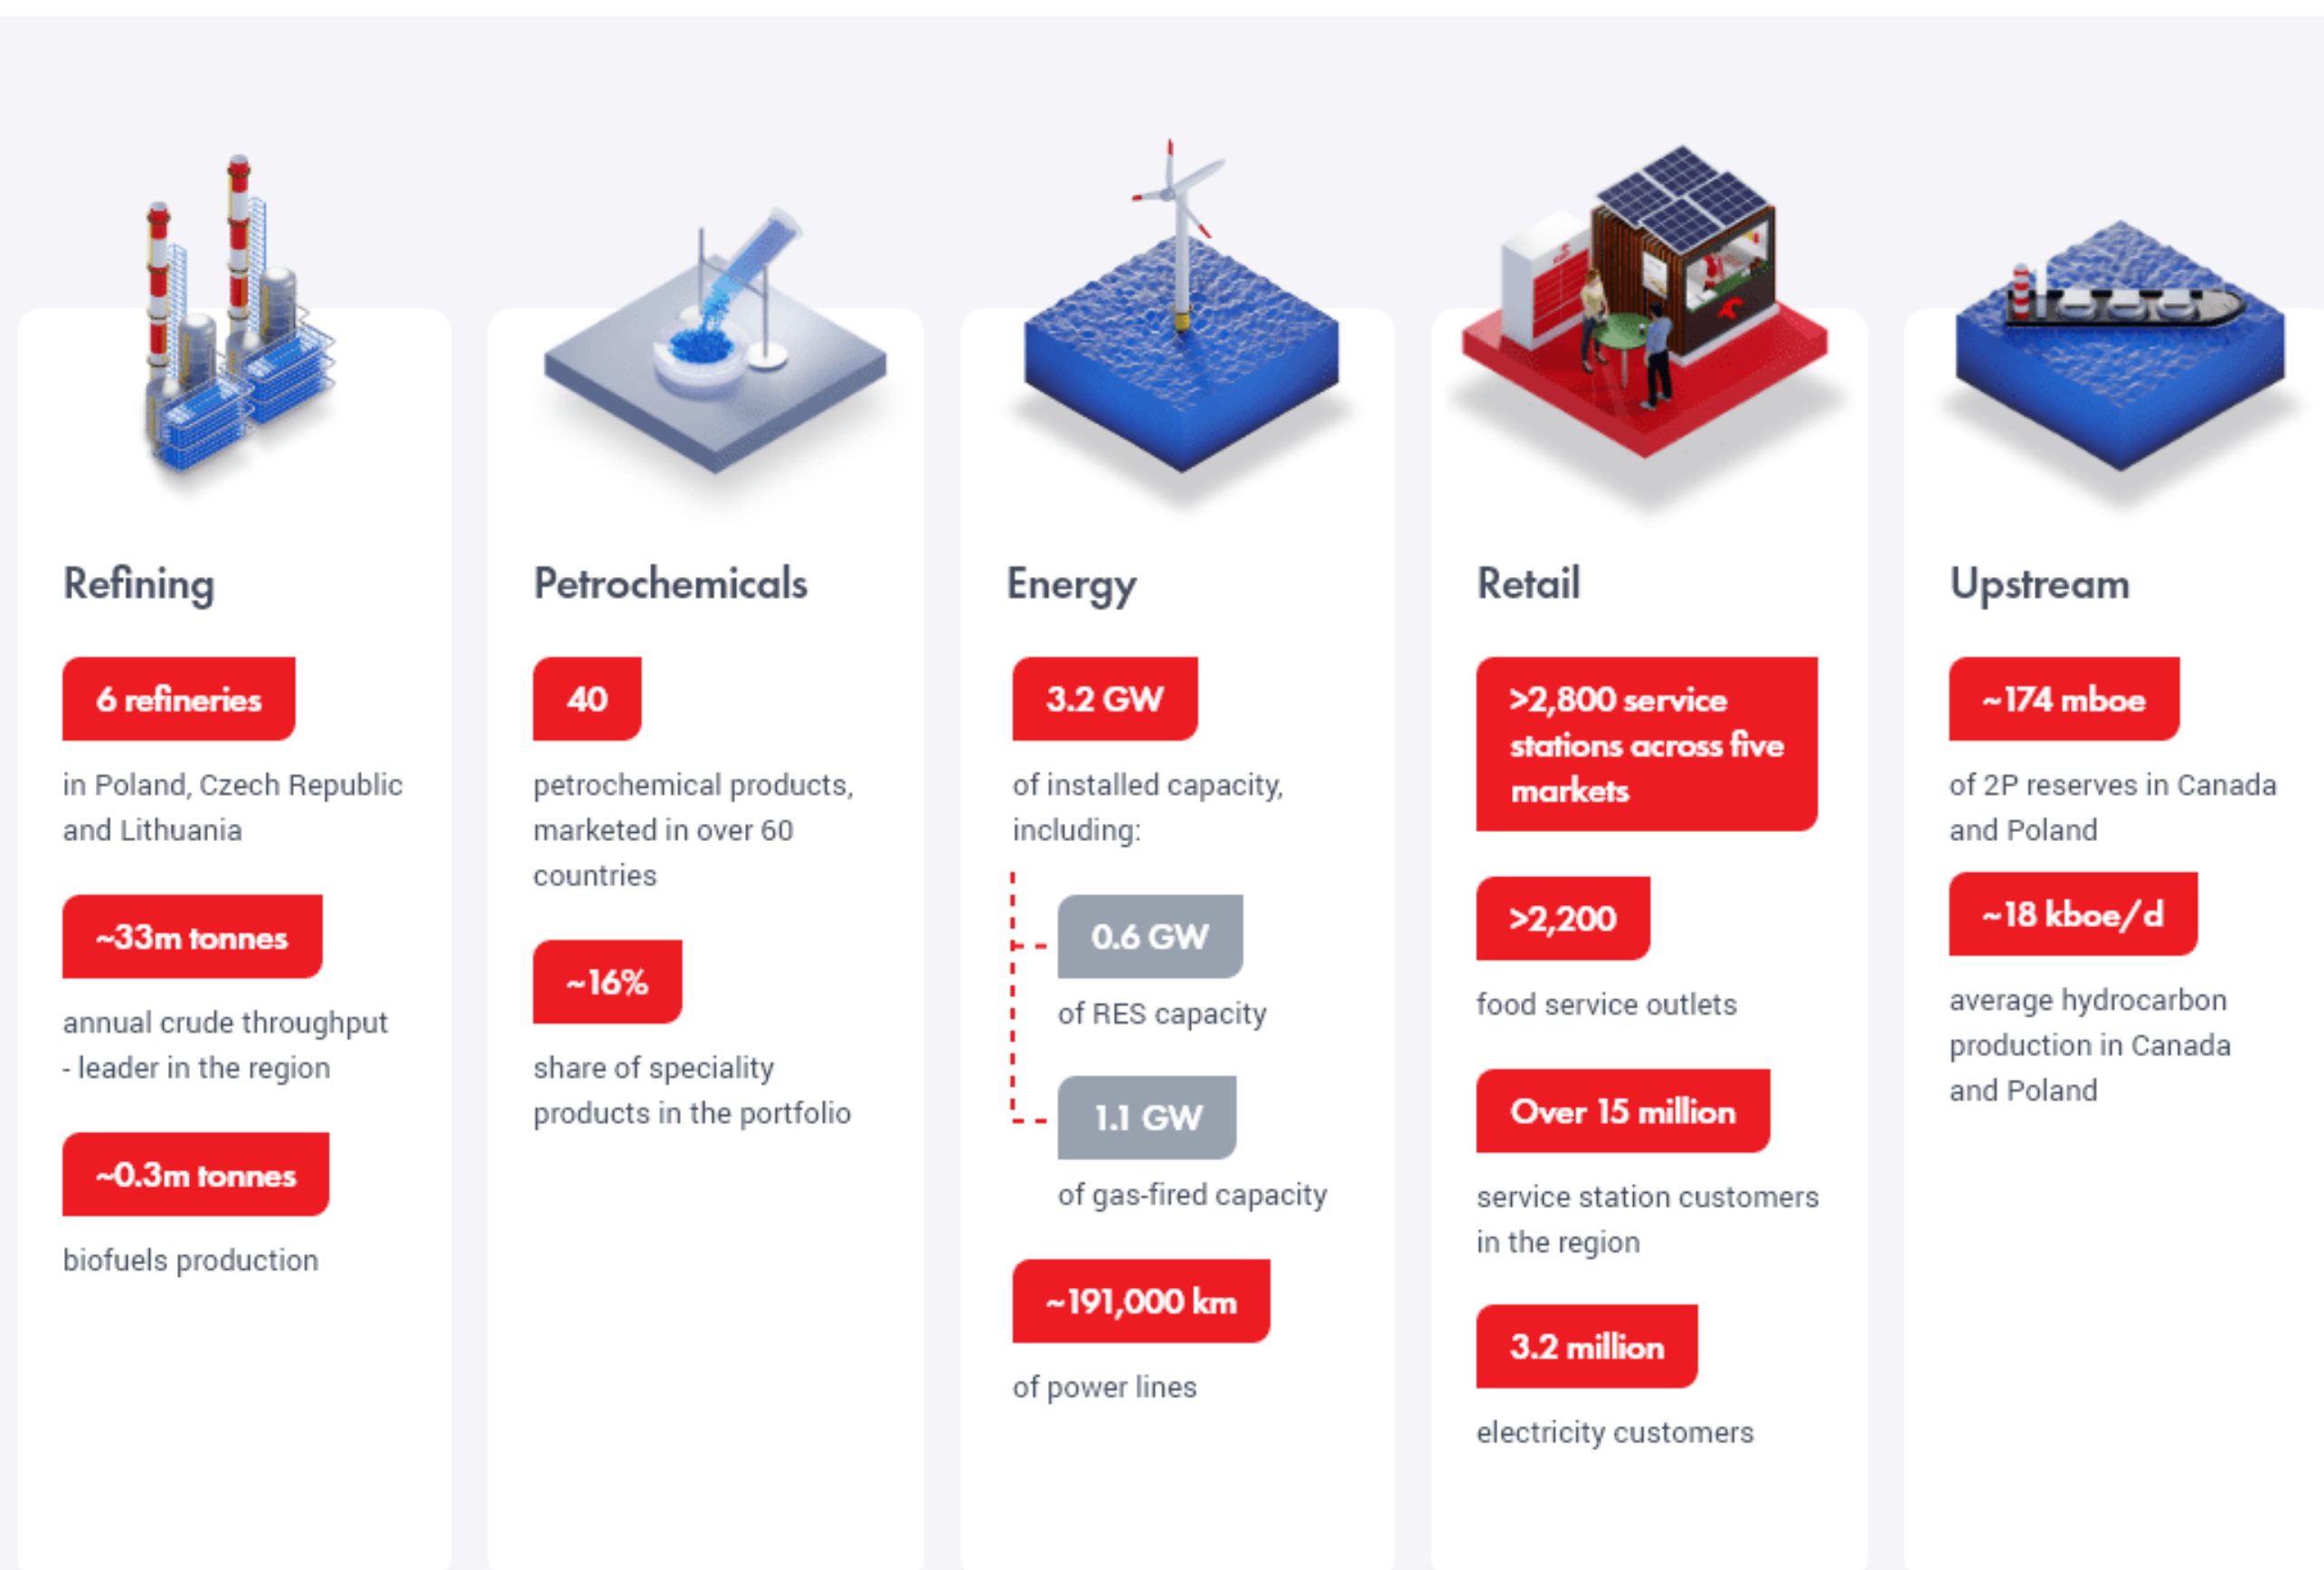 Refining
6 refineries
in Poland, Czech Republic
and Lithuania
~33m tonnes
annual crude throughput
- leader in the region
~0.3m tonnes
biofuels production
Petrochemicals
40
petrochemical products,
marketed in over 60
countries
~16%
share of speciality
products in the portfolio
Energy
3.2 GW
of installed capacity,
including:
0.6 GW
of RES capacity
1.1 GW
of gas-fired capacity
~191,000 km
of power lines
Retail
>2,800 service
stations across five
markets
>2,200
food service outlets
Over 15 million
service station customers
in the region
3.2 million
electricity customers
Upstream
~174 mboe
of 2P reserves in Canada
and Poland
~18 kboe/d
average hydrocarbon
production in Canada
and Poland